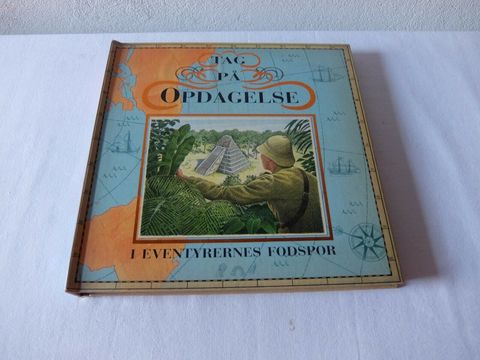 TAG
PÅ
OPDAGELSE
I EVENTYRERNES FODSPOR